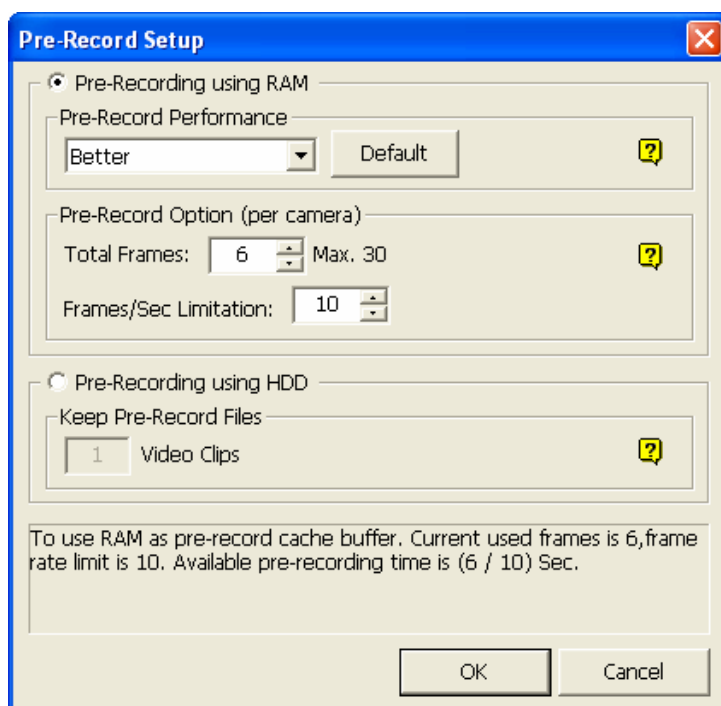 Pre-Record Setup
Pre-Recording using RAM
Pre-Record Performance
Better
Default
?
Pre-Record Option (per camera)
Total Frames: 6 Max. 30
?
Frames/Sec Limitation: 10
Pre-Recording using HDD
Keep Pre-Record Files
1 Video Clips
?
To use RAM as pre-record cache buffer. Current used frames is 6,frame
rate limit is 10. Available pre-recording time is (6 / 10) Sec.
OK
Cancel